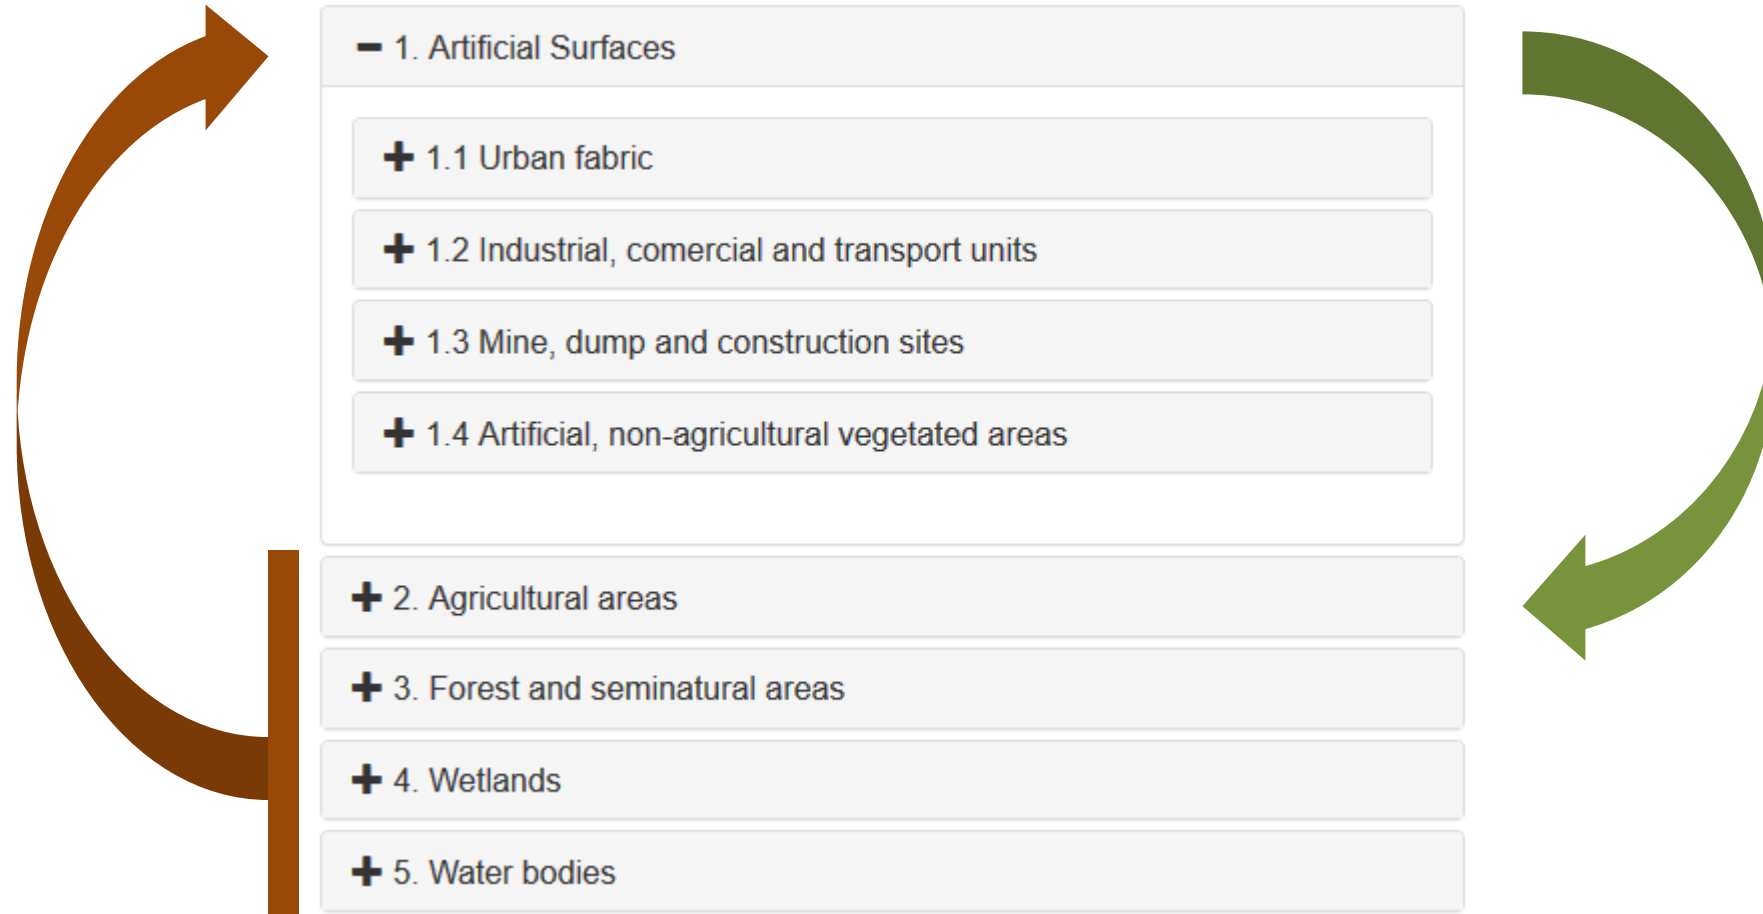 1. Artificial Surfaces
1.1 Urban fabric
1.2 Industrial, comercial and transport units
1.3 Mine, dump and construction sites
1.4 Artificial, non-agricultural vegetated areas
2. Agricultural areas
3. Forest and seminatural areas
4. Wetlands
5. Water bodies